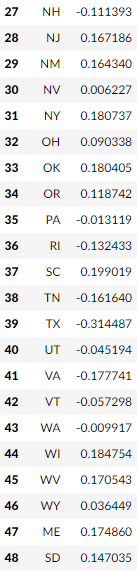 27 NH -0.111393
28 NJ 0.167186
29 NM 0.164340
30 NV 0.006227
31 NY 0.180737
32 OH 0.090338
33 OK 0.180405
34 OR 0.118742
35 PA -0.013119
36 RI -0.132433
37 SC 0.199019
38 TN -0.161640
39 TX -0.314487
40 UT -0.045194
41 VA -0.177741
42 VT -0.057298
43 WA -0.009917
44 WI 0.184754
45 WV 0.170543
46 WY 0.036449
47 ME 0.174860
48 SD 0.147035